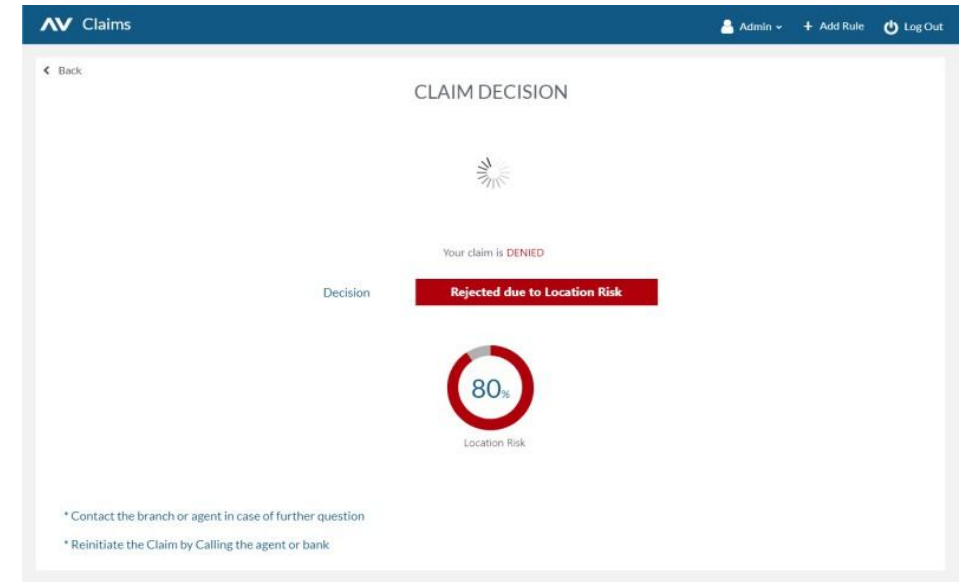 AV Claims Admin + Add Rule Log Out
Back
CLAIM DECISION
Your claim is DENIED
Decision Rejected due to Location Risk
80%
Location Risk
* Contact the branch or agent in case of further question
* Reinitiate the Claim by Calling the agent or bank